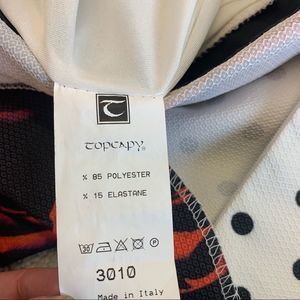 TOPCAPY®
% 85 POLYESTER
% 15 ELASTANE
3010
Made in Italy